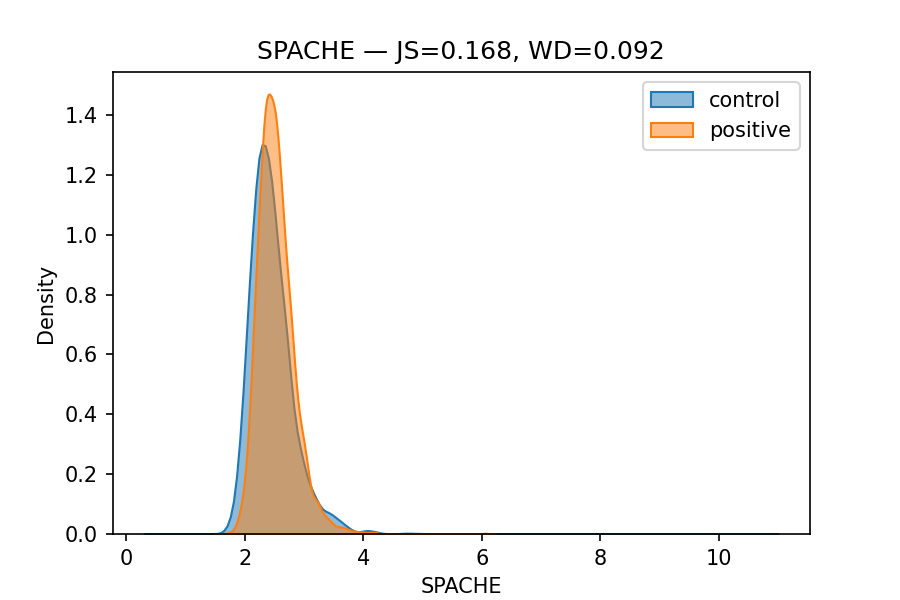 SPACHE — JS=0.168, WD=0.092
control
positive
Density
1.4
1.2
1.0
0.8
0.6
0.4
0.2
0.0
0 2 4 6 8 10
SPACHE